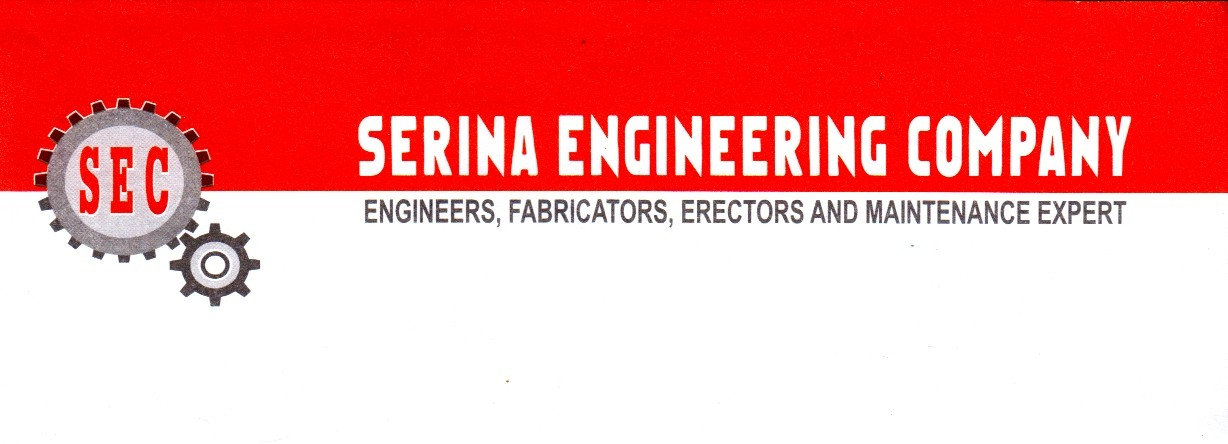 SEC
SERINA ENGINEERING COMPANY
ENGINEERS, FABRICATORS, ERECTORS AND MAINTENANCE EXPERT